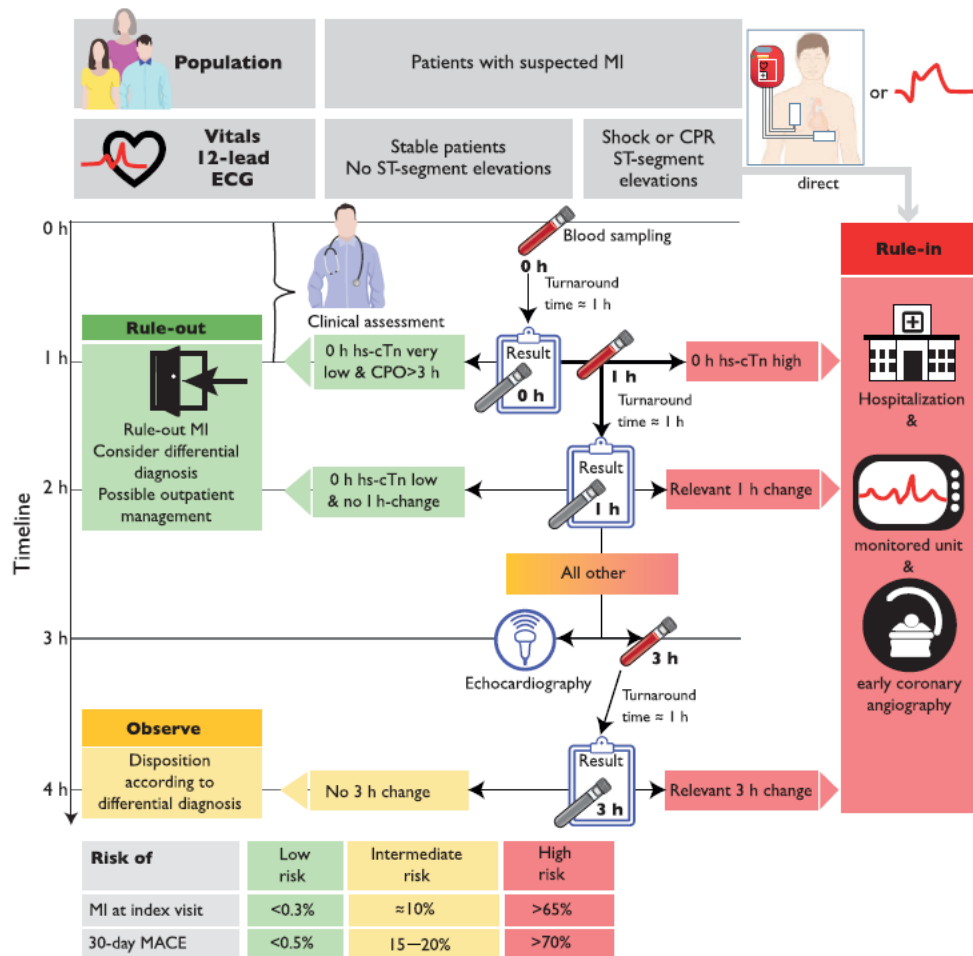 Population
Patients with suspected MI
or
Vitals
12-lead
ECG
Stable patients
No ST-segment elevations
Shock or CPR
ST-segment
elevations
direct
Timeline
0 h
1 h
2 h
3 h
4 h
Blood sampling
0 h
Turnaround
time ≈ 1 h
Clinical assessment
Rule-out
Rule-out MI
Consider differential
diagnosis
Possible outpatient
management
0 h hs-cTn very
low & CPO>3 h
Result
0 h
1 h
0 h hs-cTn high
Turnaround
time ≈ 1 h
0 h hs-cTn low
& no 1 h-change
Result
1 h
Relevant 1 h change
All other
Echocardiography
3 h
Turnaround
time ≈ 1 h
Observe
Disposition
according to
differential diagnosis
No 3 h change
Result
3 h
Relevant 3 h change
Rule-in
Hospitalization
&
monitored unit
&
early coronary
angiography
Risk of
Low
risk
Intermediate
risk
High
risk
MI at index visit
<0.3%
≈10%
>65%
30-day MACE
<0.5%
15—20%
>70%